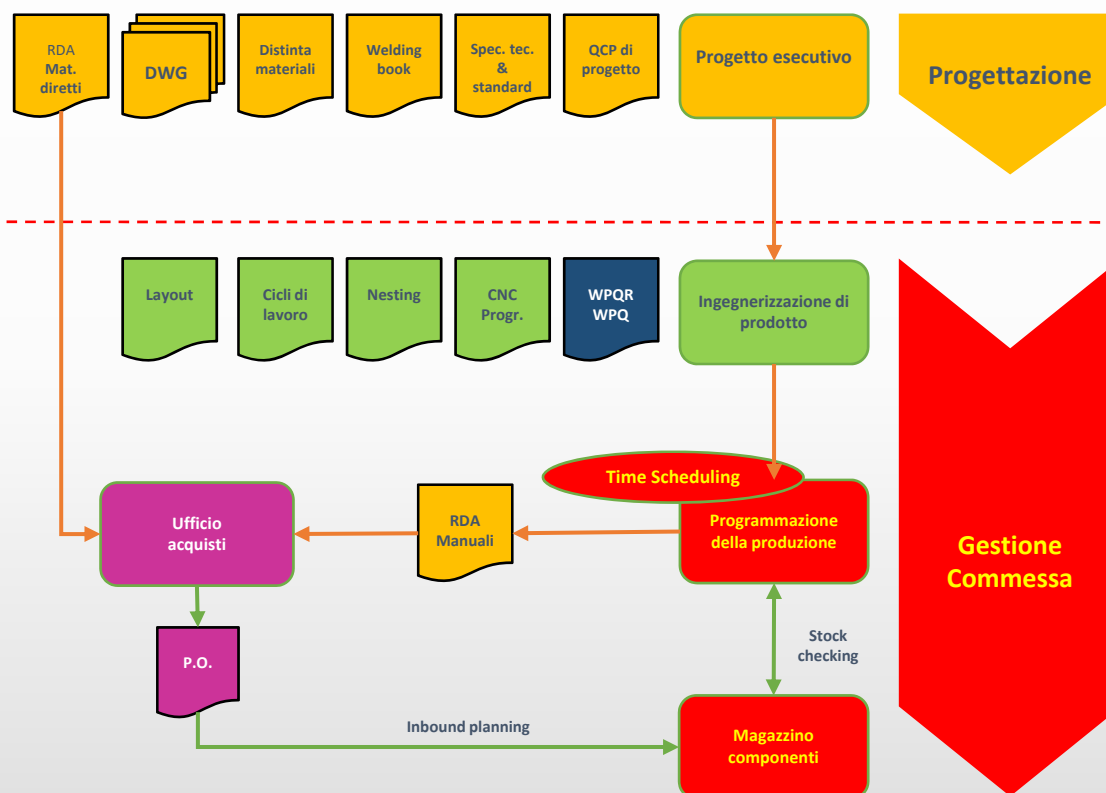 RDA
Mat.
diretti
DWG
Distinta
materiali
Welding
book
Spec. tec.
&
standard
QCP di
progetto
Progetto esecutivo
Progettazione
Layout
Cicli di
lavoro
Nesting
CNC
Progr.
WPQR
WPQ
Ingegnerizzazione di
prodotto
Time Scheduling
Ufficio
acquisti
RDA
Manuali
Programmazione
della produzione
Gestione
Commessa
P.O.
Stock
checking
Inbound planning
Magazzino
componenti